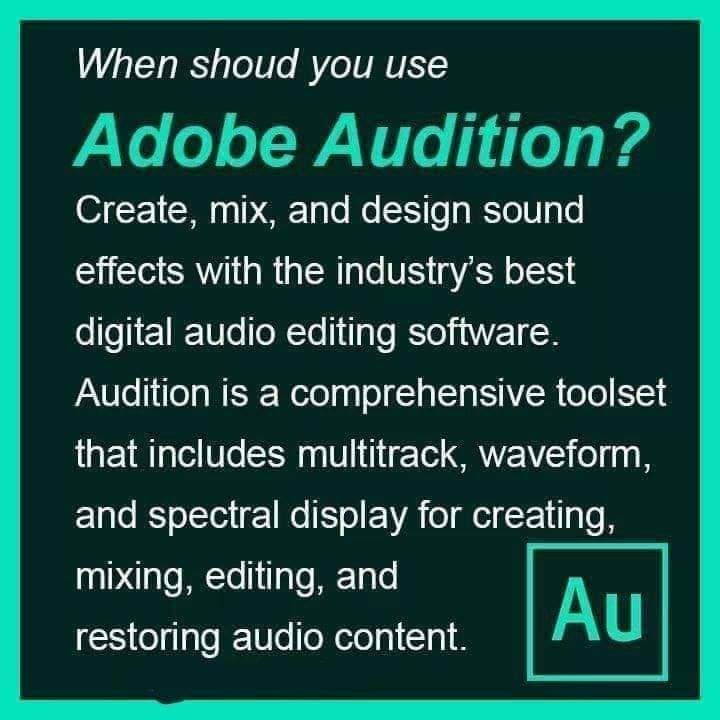 When shoud you use
Adobe Audition?
Create, mix, and design sound
effects with the industry’s best
digital audio editing software.
Audition is a comprehensive toolset
that includes multitrack, waveform,
and spectral display for creating,
mixing, editing, and
restoring audio content.
Au